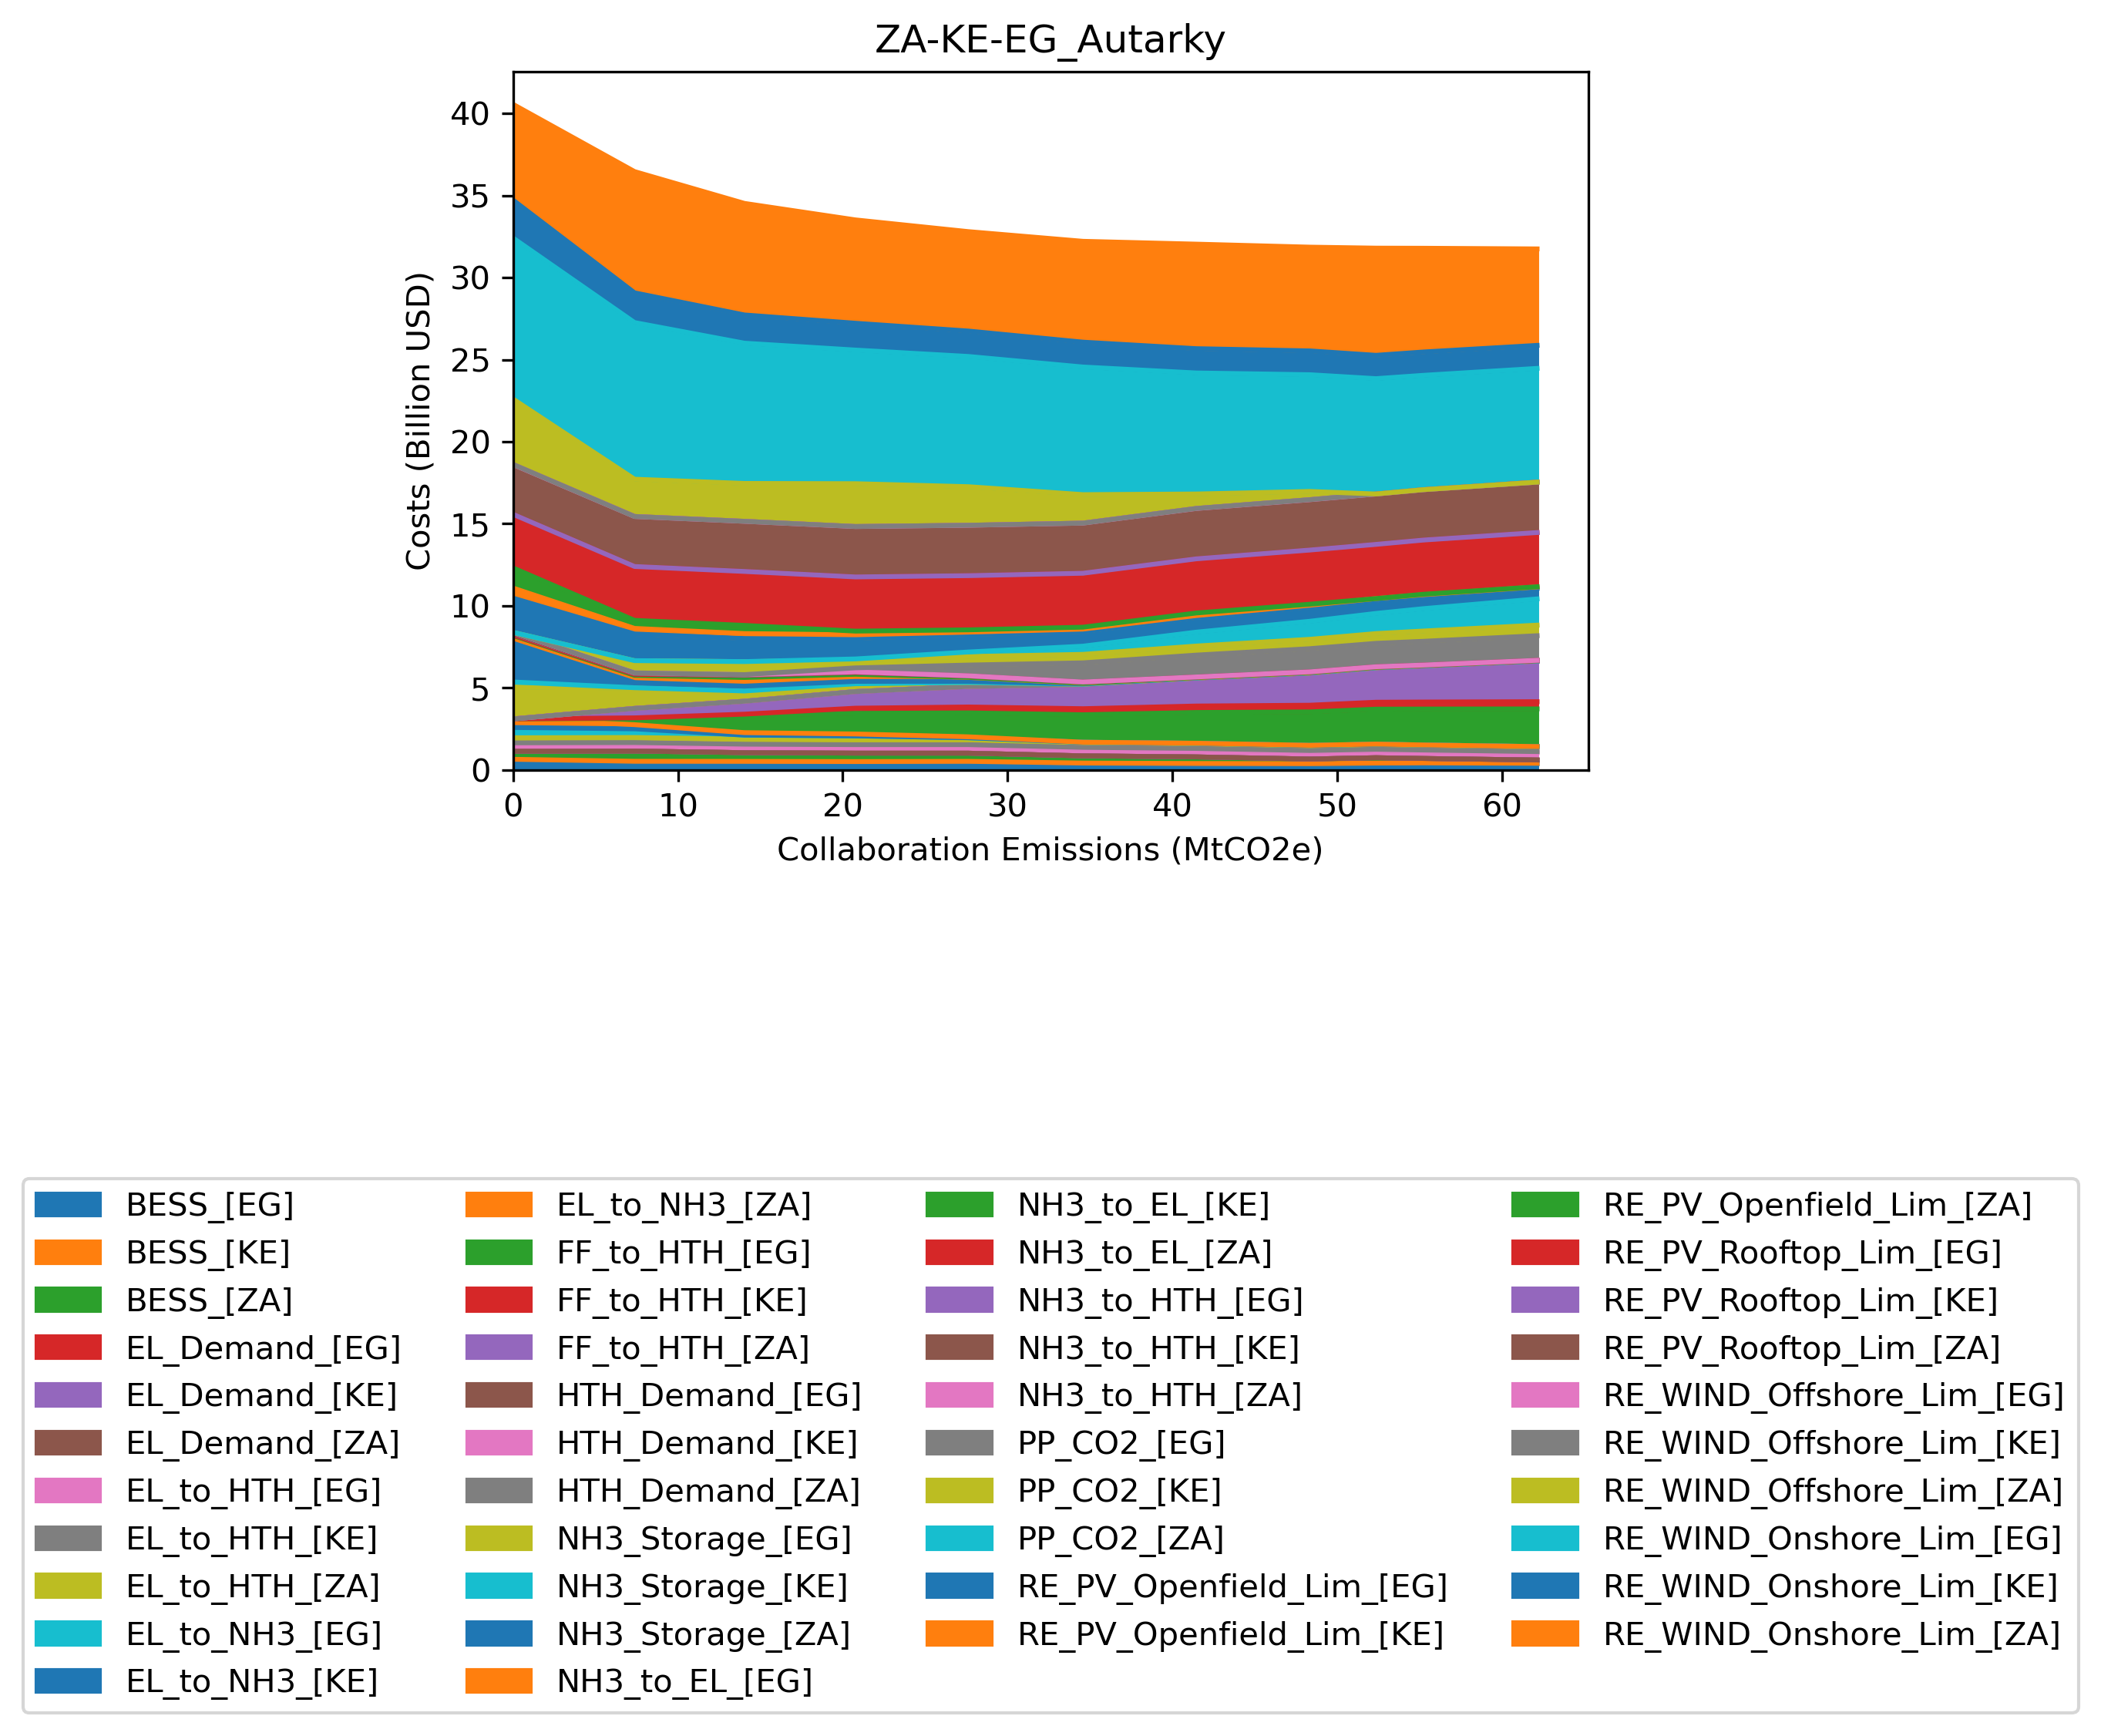 ZA-KE-EG_Autarky
Costs (Billion USD)
40
35
30
25
20
15
10
5
0
0 10 20 30 40 50 60
Collaboration Emissions (MtCO2e)
BESS_[EG]
BESS_[KE]
BESS_[ZA]
EL_Demand_[EG]
EL_Demand_[KE]
EL_Demand_[ZA]
EL_to_HTH_[EG]
EL_to_HTH_[KE]
EL_to_HTH_[ZA]
EL_to_NH3_[EG]
EL_to_NH3_[KE]
EL_to_NH3_[ZA]
FF_to_HTH_[EG]
FF_to_HTH_[KE]
FF_to_HTH_[ZA]
HTH_Demand_[EG]
HTH_Demand_[KE]
HTH_Demand_[ZA]
NH3_Storage_[EG]
NH3_Storage_[KE]
NH3_Storage_[ZA]
NH3_to_EL_[EG]
NH3_to_EL_[KE]
NH3_to_EL_[ZA]
NH3_to_HTH_[EG]
NH3_to_HTH_[KE]
NH3_to_HTH_[ZA]
PP_CO2_[EG]
PP_CO2_[KE]
PP_CO2_[ZA]
RE_PV_Openfield_Lim_[EG]
RE_PV_Openfield_Lim_[KE]
RE_PV_Openfield_Lim_[ZA]
RE_PV_Rooftop_Lim_[EG]
RE_PV_Rooftop_Lim_[KE]
RE_PV_Rooftop_Lim_[ZA]
RE_WIND_Offshore_Lim_[EG]
RE_WIND_Offshore_Lim_[KE]
RE_WIND_Offshore_Lim_[ZA]
RE_WIND_Onshore_Lim_[EG]
RE_WIND_Onshore_Lim_[KE]
RE_WIND_Onshore_Lim_[ZA]